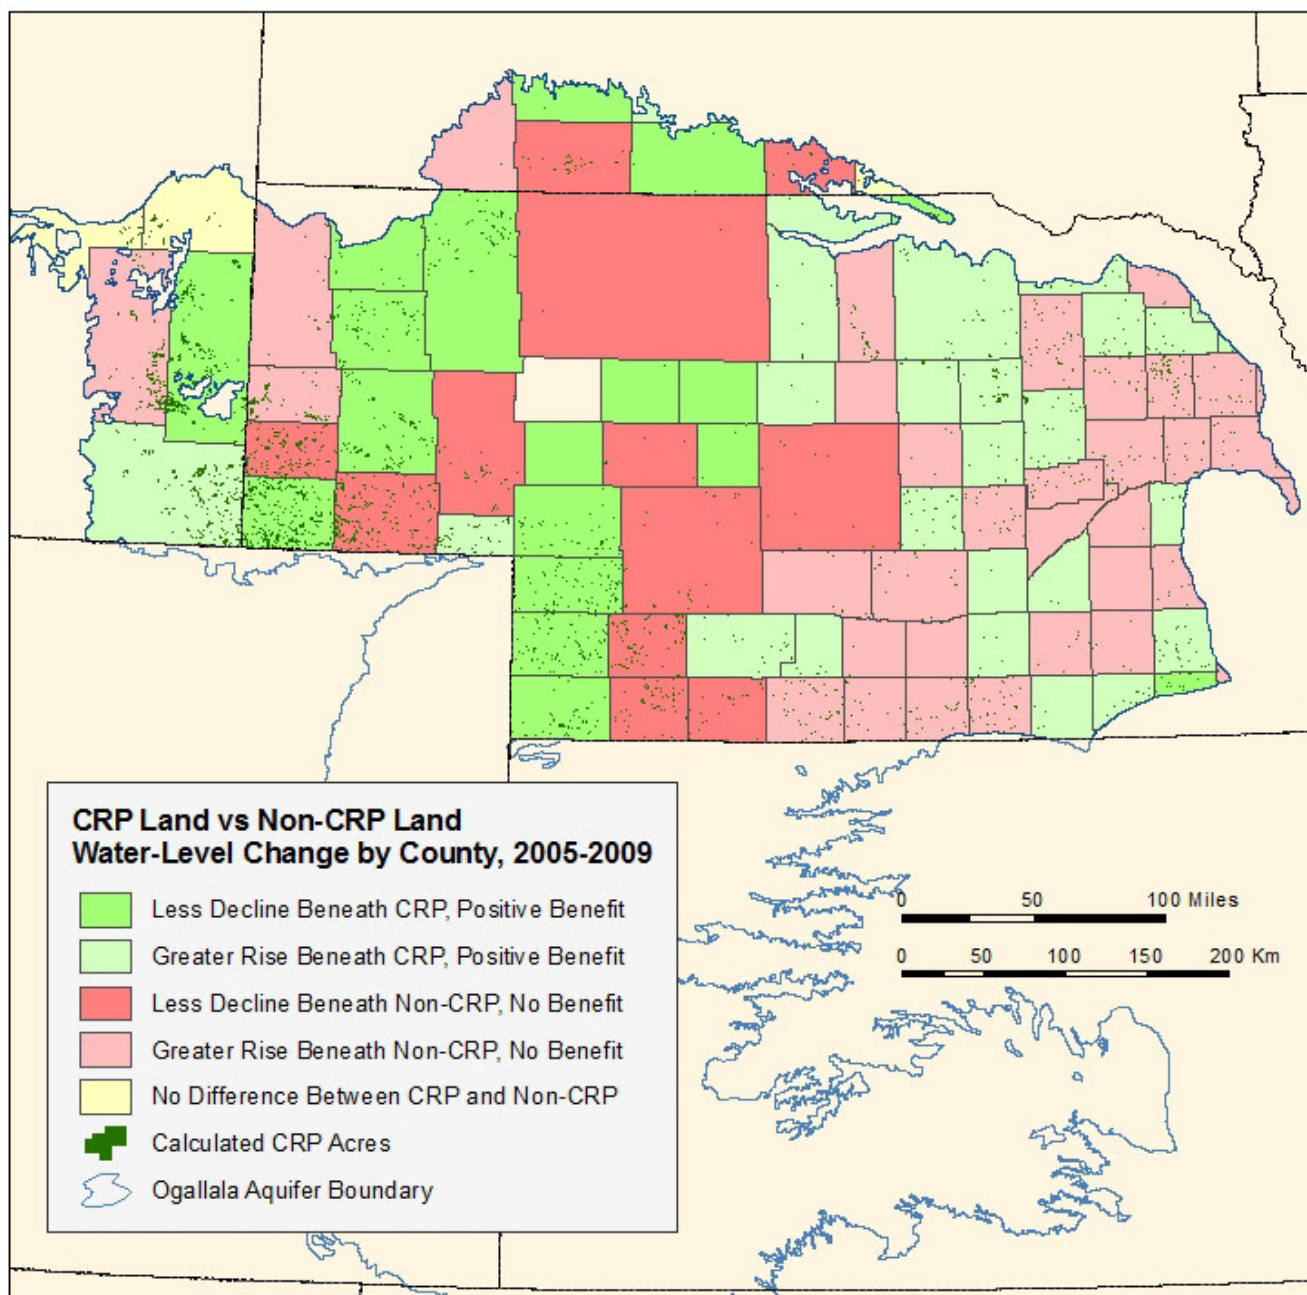 CRP Land vs Non-CRP Land
Water-Level Change by County, 2005-2009
Less Decline Beneath CRP, Positive Benefit
Greater Rise Beneath CRP, Positive Benefit
Less Decline Beneath Non-CRP, No Benefit
Greater Rise Beneath Non-CRP, No Benefit
No Difference Between CRP and Non-CRP
Calculated CRP Acres
Ogallala Aquifer Boundary
0 50 100 Miles
0 50 100 150 200 Km